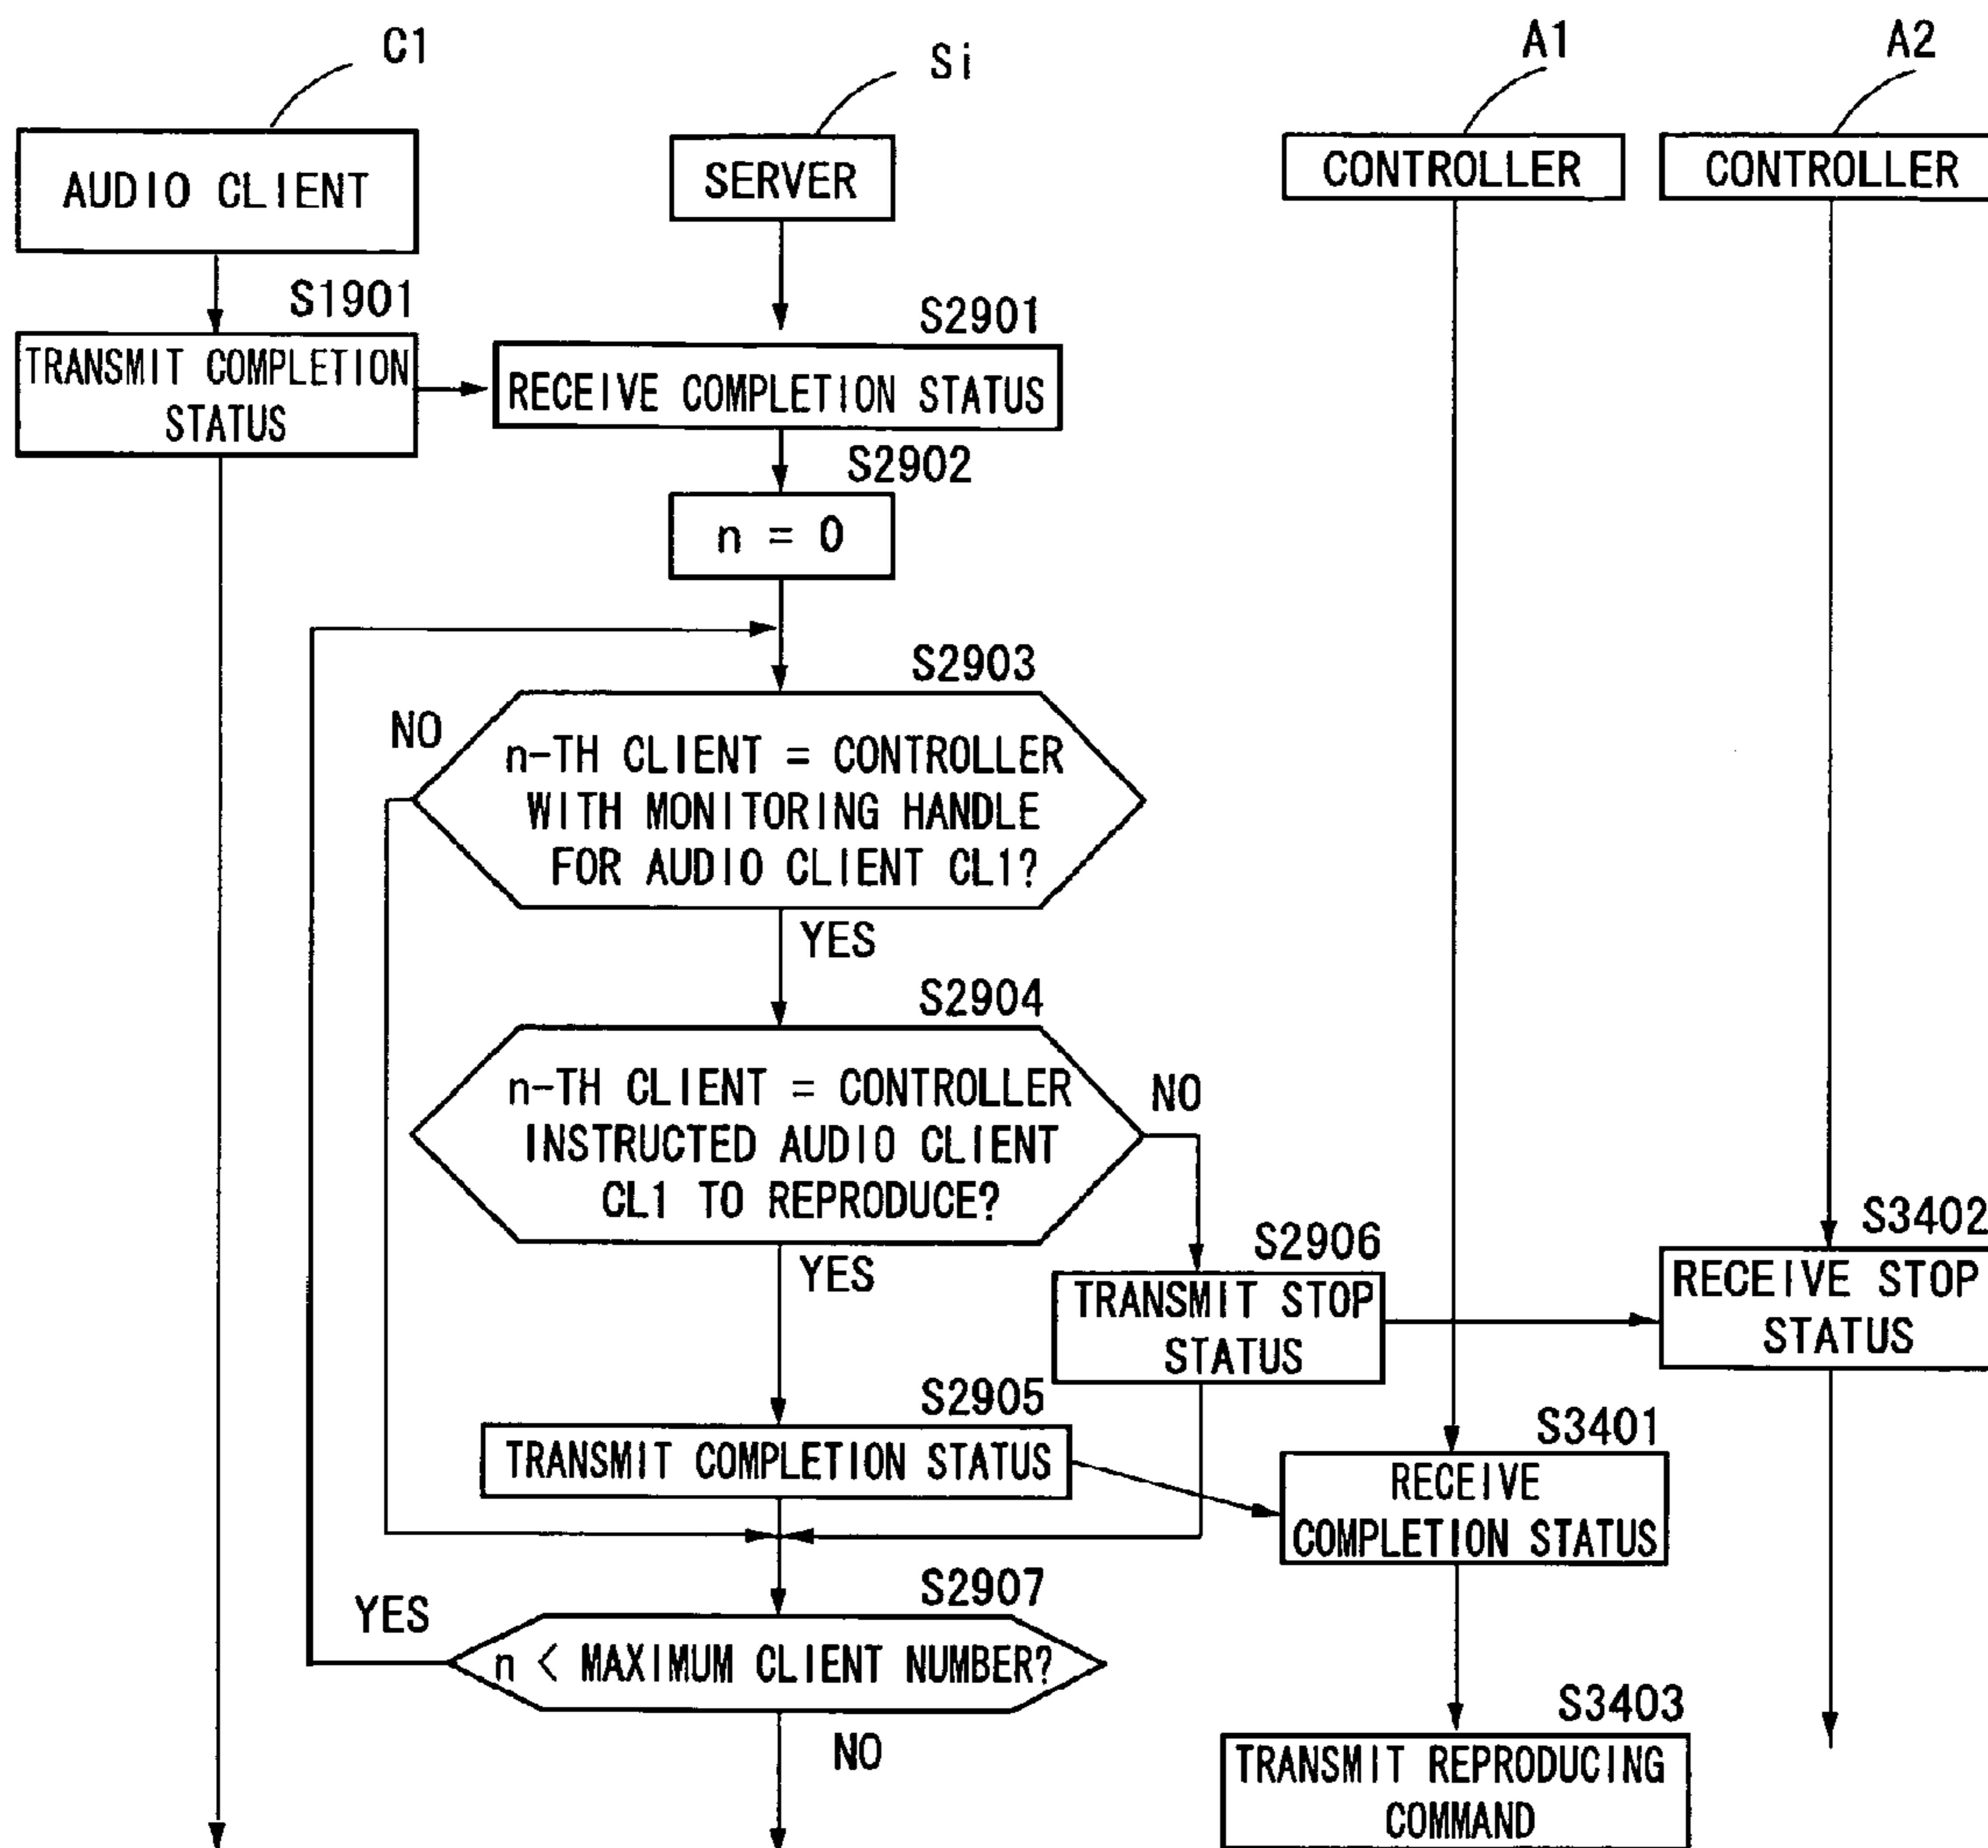 C1
Si
A1
A2
AUDIO CLIENT
SERVER
CONTROLLER
CONTROLLER
S1901
TRANSMIT COMPLETION
STATUS
S2901
RECEIVE COMPLETION STATUS
S2902
n = 0
S2903
NO
n-TH CLIENT = CONTROLLER
WITH MONITORING HANDLE
FOR AUDIO CLIENT CL1?
YES
S2904
n-TH CLIENT = CONTROLLER
INSTRUCTED AUDIO CLIENT
CL1 TO REPRODUCE?
NO
YES
S2906
TRANSMIT STOP
STATUS
S3402
RECEIVE STOP
STATUS
S2905
TRANSMIT COMPLETION STATUS
S3401
RECEIVE
COMPLETION STATUS
S2907
YES
n < MAXIMUM CLIENT NUMBER?
NO
S3403
TRANSMIT REPRODUCING
COMMAND